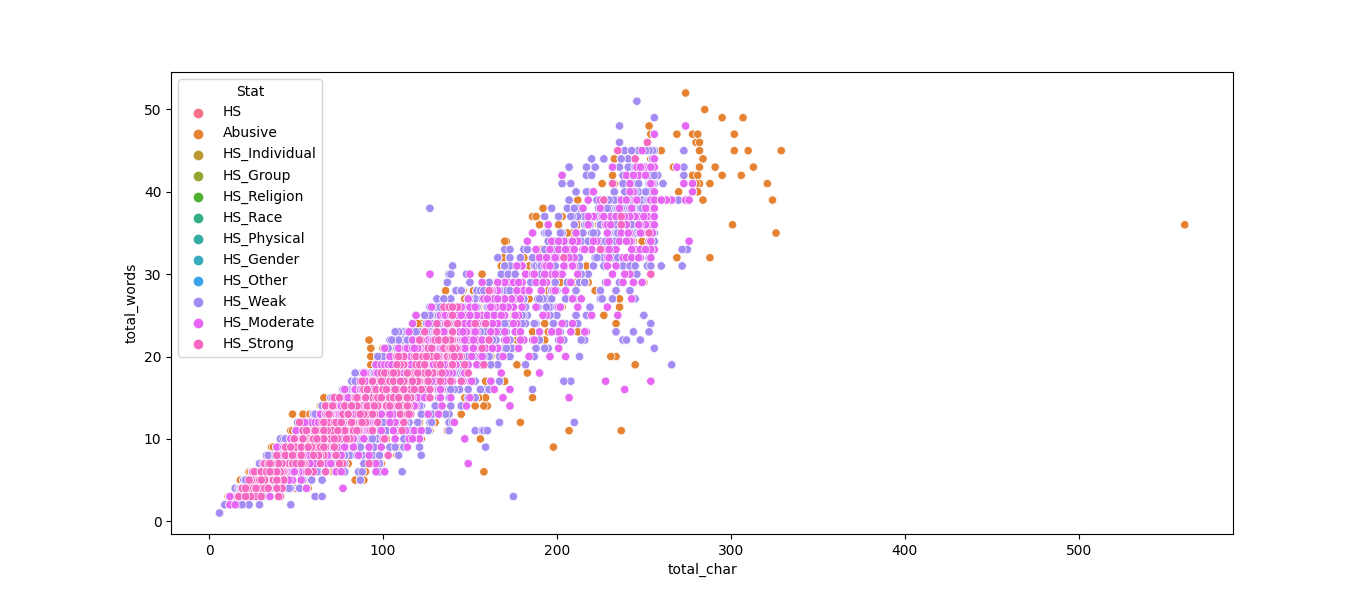 Stat
HS
Abusive
HS_Individual
HS_Group
HS_Religion
HS_Race
HS_Physical
HS_Gender
HS_Other
HS_Weak
HS_Moderate
HS_Strong
total_words
50
40
30
20
10
0
0 100 200 300 400 500
total_char